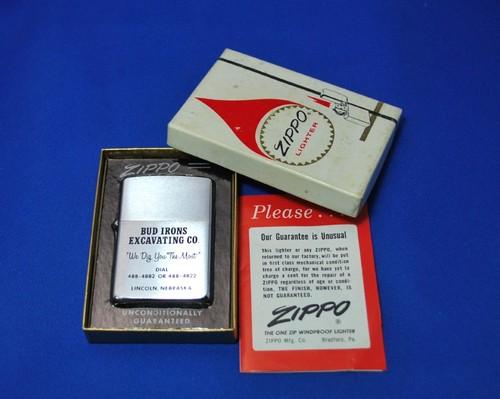 ZIPPO
LIGHTER
ZIPPO
BUD IRONS
EXCAVATING CO.
"We Dig You The Most"
DIAL
488-4882 OR 488-4822
LINCOLN, NEBRASKA
UNCONDITIONALLY
GUARANTEED
Please...
Our Guarantee is Unusual
This lighter or any ZIPPO, when
returned to our factory, will be put
in first class mechanical condition
free of charge, for we have yet to
charge a cent for the repair of a
ZIPPO regardless of age or condi-
tion. THE FINISH, HOWEVER, IS
NOT GUARANTEED.
ZIPPO
®
THE ONE ZIP WINDPROOF LIGHTER
ZIPPO Mfg. Co. Bradford, Pa.